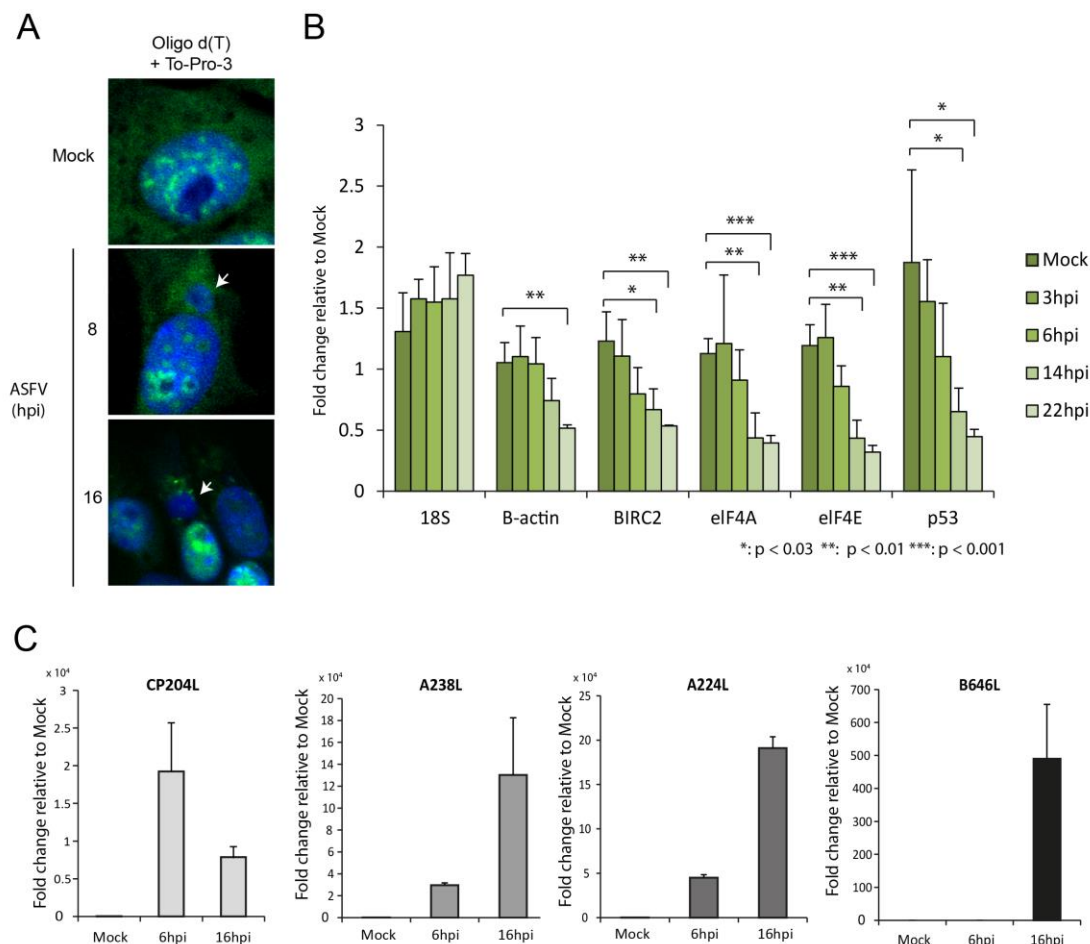 A
Oligo d(T)
+ To-Pro-3
Mock
8
ASFV
(hpi)
16
B
Fold change relative to Mock
3
2.5
2
1.5
1
0.5
0
**
**
*
***
**
***
**
*
*
18S B-actin BIRC2 eIF4A eIF4E p53
*: p < 0.03 **: p < 0.01 ***: p < 0.001
Mock
3hpi
6hpi
14hpi
22hpi
C
CP204L
x 10⁴
Fold change relative to Mock
3
2.5
2
1.5
1
0.5
0
Mock 6hpi 16hpi
A238L
x 10⁴
Fold change relative to Mock
20
18
16
14
12
10
8
6
4
2
0
Mock 6hpi 16hpi
A224L
x 10⁴
Fold change relative to Mock
25
20
15
10
5
0
Mock 6hpi 16hpi
B646L
x 10⁴
Fold change relative to Mock
700
600
500
400
300
200
100
0
Mock 6hpi 16hpi